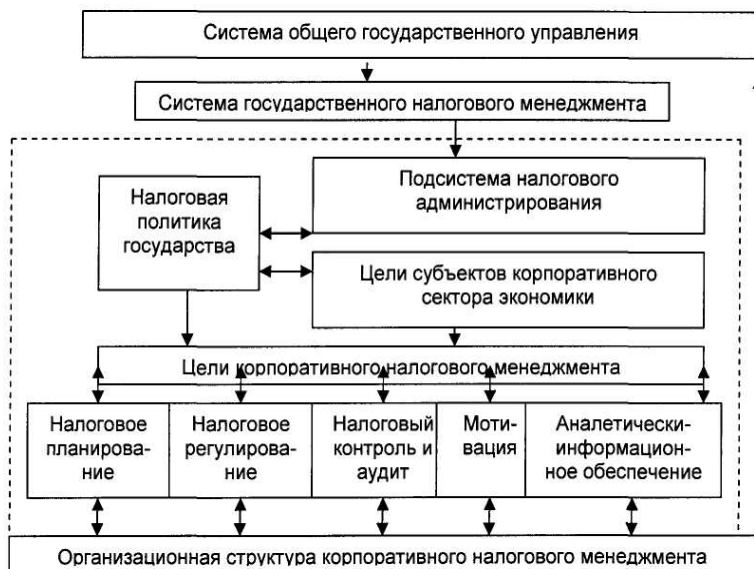 Система общего государственного управления
Система государственного налогового менеджмента
Подсистема налогового
администрирования
Налоговая
политика
государства
Цели субъектов корпоративного
сектора экономики
Цели корпоративного налогового менеджмента
Налоговое
планирова-
ние
Налоговое
регулирова-
ние
Налоговый
контроль и
аудит
Моти-
вация
Аналетически-
информацион-
ное обеспечение
Организационная структура корпоративного налогового менеджмента